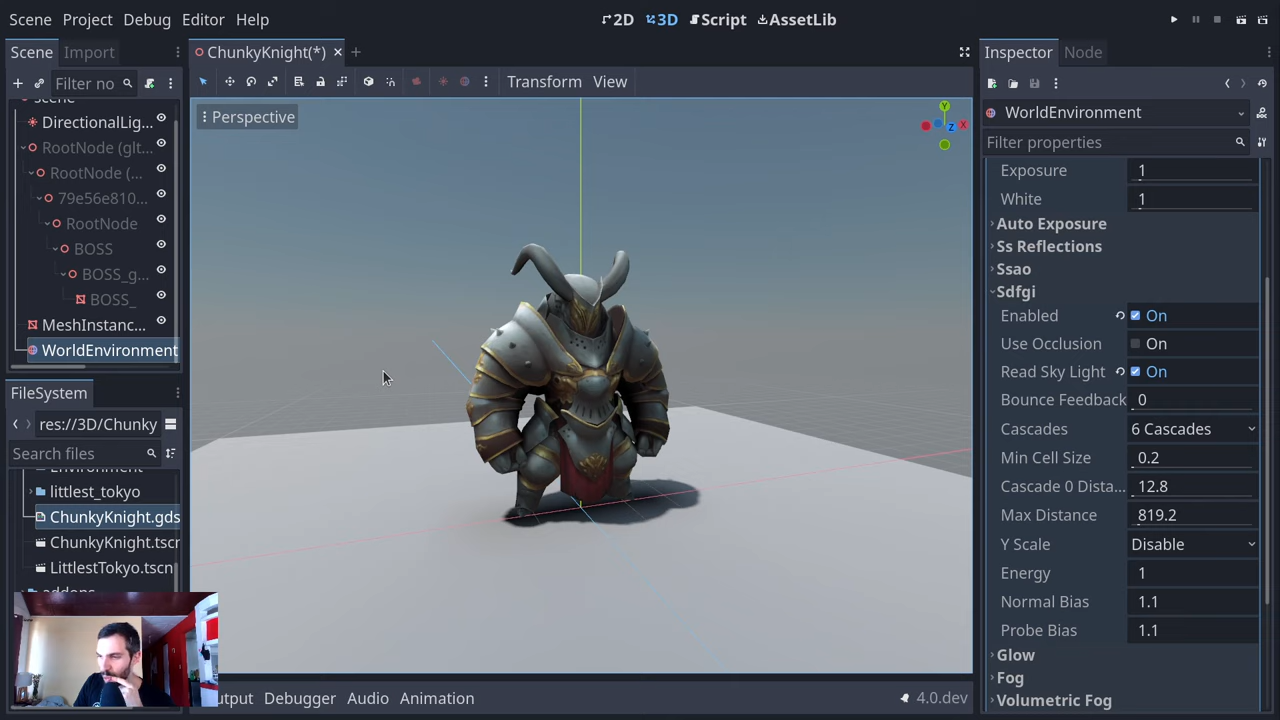 Scene Project Debug Editor Help
2D 3D Script AssetLib
Scene Import
ChunkyKnight(*)
Inspector Node
Filter no
Transform View
WorldEnvironment
Perspective
Y
Z X
DirectionalLig...
RootNode (glt...
RootNode (...
79e56e810...
RootNode
BOSS
BOSS_g...
BOSS_
MeshInstanc...
WorldEnvironment
FileSystem
res://3D/Chunky
Search files
littlest_tokyo
ChunkyKnight.gds
ChunkyKnight.tscn
LittlestTokyo.tscn
Filter properties
Exposure 1
White 1
Auto Exposure
Ss Reflections
Ssao
Sdfgi
Enabled On
Use Occlusion On
Read Sky Light On
Bounce Feedback 0
Cascades 6 Cascades
Min Cell Size 0.2
Cascade 0 Dista... 12.8
Max Distance 819.2
Y Scale Disable
Energy 1
Normal Bias 1.1
Probe Bias 1.1
Glow
Fog
Volumetric Fog
utput Debugger Audio Animation
4.0.dev